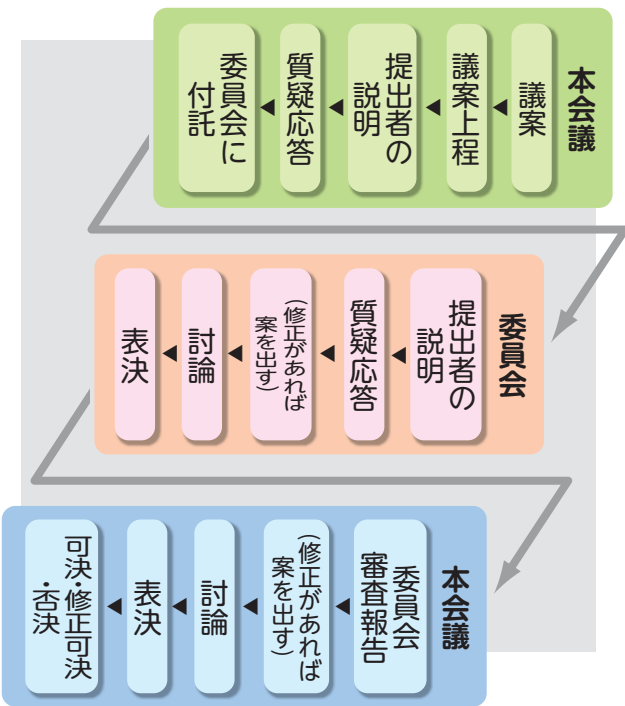 本会議
議案
議案上程
提出者の
説明
質疑応答
委員会に
付託
委員会
提出者の
説明
質疑応答
（修正があれば
案を出す）
討論
表決
本会議
委員会
審査報告
（修正があれば
案を出す）
討論
表決
可決・修正可決
・否決